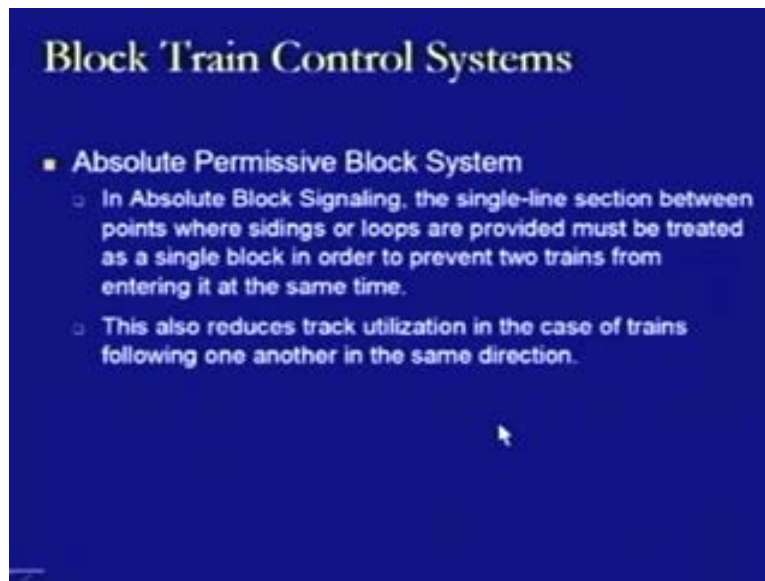 Block Train Control Systems
Absolute Permissive Block System
In Absolute Block Signaling, the single-line section between
points where sidings or loops are provided must be treated
as a single block in order to prevent two trains from
entering it at the same time.
This also reduces track utilization in the case of trains
following one another in the same direction.